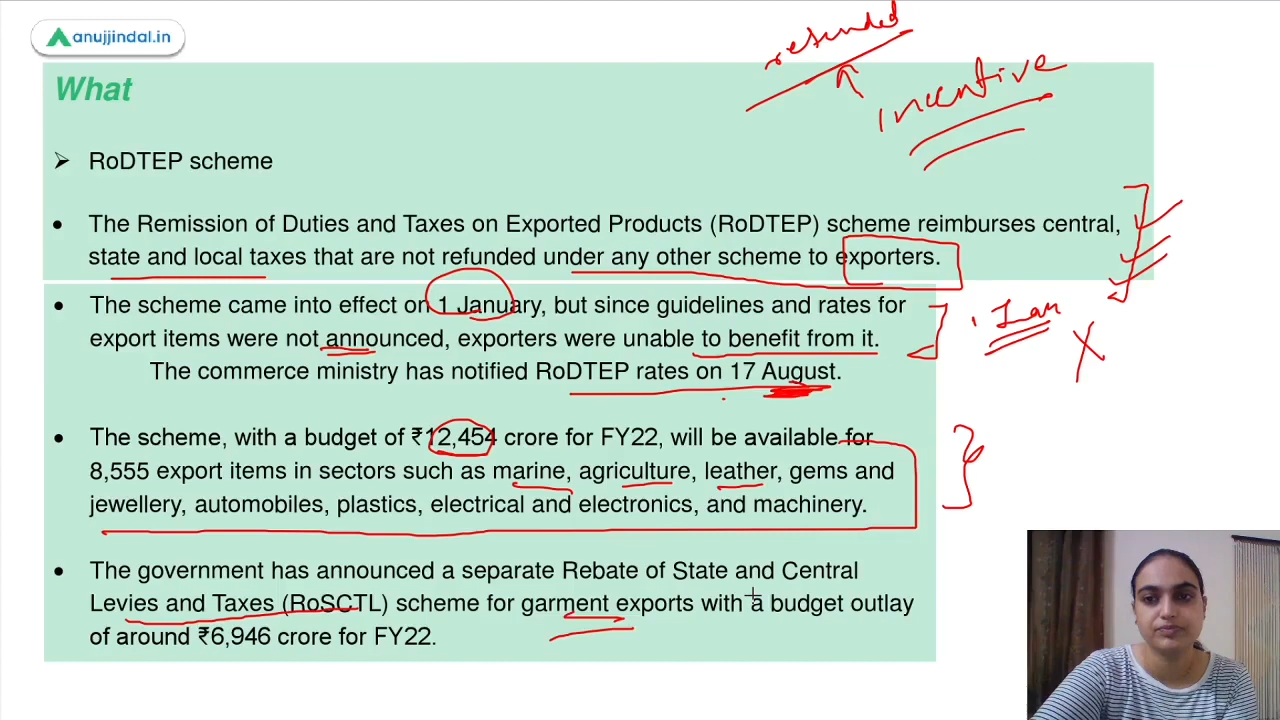 anujjindal.in
refunded
incentive
What
➢ RoDTEP scheme
• The Remission of Duties and Taxes on Exported Products (RoDTEP) scheme reimburses central,
state and local taxes that are not refunded under any other scheme to exporters.
• The scheme came into effect on 1 January, but since guidelines and rates for
export items were not announced, exporters were unable to benefit from it.
The commerce ministry has notified RoDTEP rates on 17 August.
1 Jan
X
• The scheme, with a budget of ₹12,454 crore for FY22, will be available for
8,555 export items in sectors such as marine, agriculture, leather, gems and
jewellery, automobiles, plastics, electrical and electronics, and machinery.
• The government has announced a separate Rebate of State and Central
Levies and Taxes (RoSCTL) scheme for garment exports with a budget outlay
of around ₹6,946 crore for FY22.